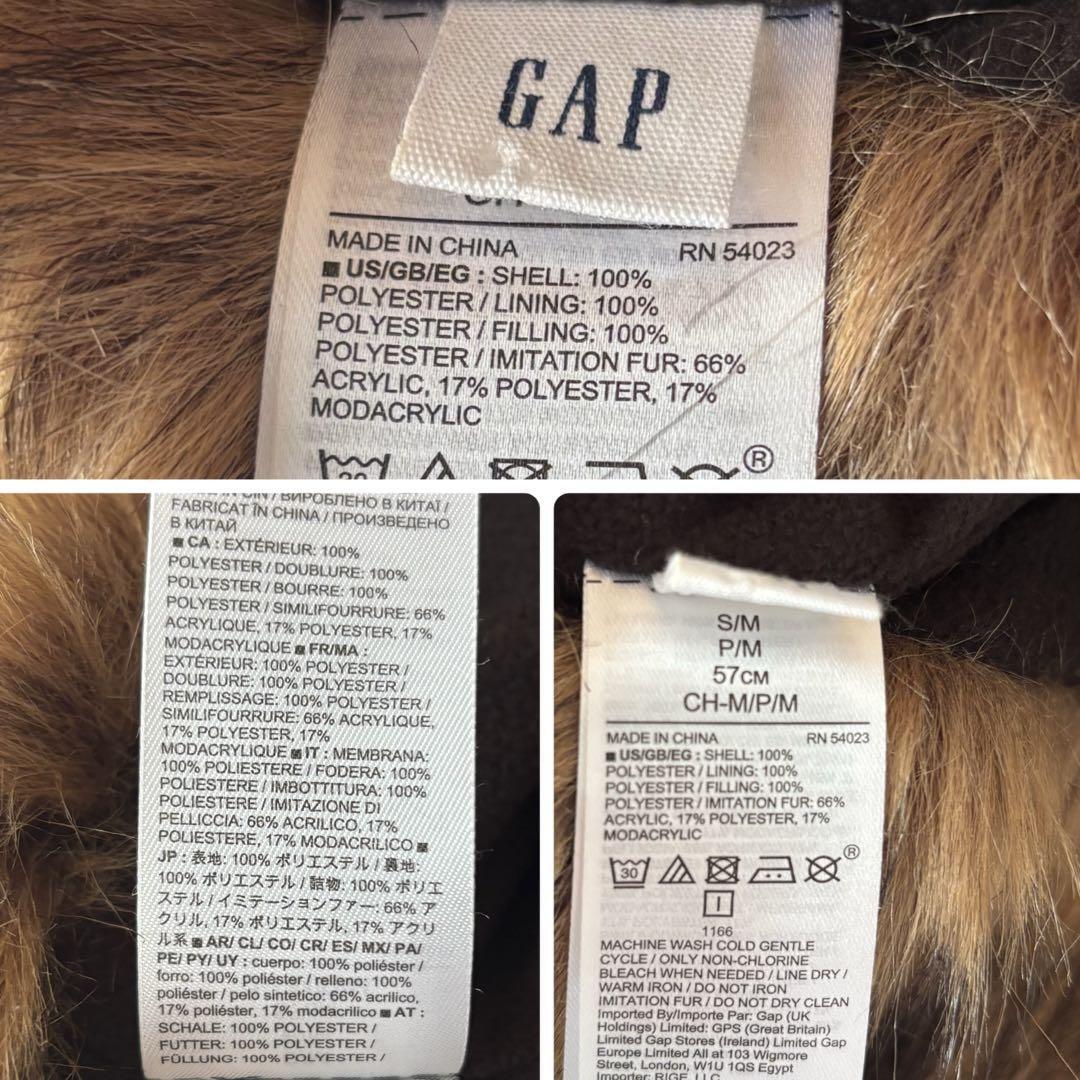 GAP
MADE IN CHINA RN 54023
US/GB/EG : SHELL: 100%
POLYESTER / LINING: 100%
POLYESTER / FILLING: 100%
POLYESTER / IMITATION FUR: 66%
ACRYLIC, 17% POLYESTER, 17%
MODACRYLIC
30
®
ВИРОБЛЕНО В КИТАЇ /
FABRICAT ÎN CHINA / ПРОИЗВЕДЕНО
В КИТАЙ
CA : EXTÉRIEUR: 100%
POLYESTER / DOUBLURE: 100%
POLYESTER / BOURRE: 100%
POLYESTER / SIMILIFOURRURE: 66%
ACRYLIQUE, 17% POLYESTER, 17%
MODACRYLIQUE FR/MA :
EXTÉRIEUR: 100% POLYESTER /
DOUBLURE: 100% POLYESTER /
REMPLISSAGE: 100% POLYESTER /
SIMILIFOURRURE: 66% ACRYLIQUE,
17% POLYESTER, 17%
MODACRYLIQUE IT : MEMBRANA:
100% POLIESTERE / FODERA: 100%
POLIESTERE / IMBOTTITURA: 100%
POLIESTERE / IMITAZIONE DI
PELLICCIA: 66% ACRILICO, 17%
POLIESTERE, 17% MODACRILICO
JP : 表地: 100% ポリエステル / 裏地:
100% ポリエステル / 詰物: 100% ポリエ
ステル / イミテーションファー: 66% ア
クリル, 17% ポリエステル, 17% アクリ
ル系 AR/ CL/ CO/ CR/ ES/ MX/ PA/
PE/ PY/ UY : cuerpo: 100% poliéster /
forro: 100% poliéster / relleno: 100%
poliéster / pelo sintetico: 66% acrilico,
17% poliéster, 17% modacrilico AT :
SCHALE: 100% POLYESTER /
FUTTER: 100% POLYESTER /
FÜLLUNG: 100% POLYESTER /
S/M
P/M
57CM
CH-M/P/M
MADE IN CHINA RN 54023
US/GB/EG : SHELL: 100%
POLYESTER / LINING: 100%
POLYESTER / FILLING: 100%
POLYESTER / IMITATION FUR: 66%
ACRYLIC, 17% POLYESTER, 17%
MODACRYLIC
30
®
1166
MACHINE WASH COLD GENTLE
CYCLE / ONLY NON-CHLORINE
BLEACH WHEN NEEDED / LINE DRY /
WARM IRON / DO NOT IRON
IMITATION FUR / DO NOT DRY CLEAN
Imported By/Importe Par: Gap (UK
Holdings) Limited: GPS (Great Britain)
Limited Gap Stores (Ireland) Limited Gap
Europe Limited All at 103 Wigmore
Street, London, W1U 1QS Egypt
Importer: RIGE, LLC